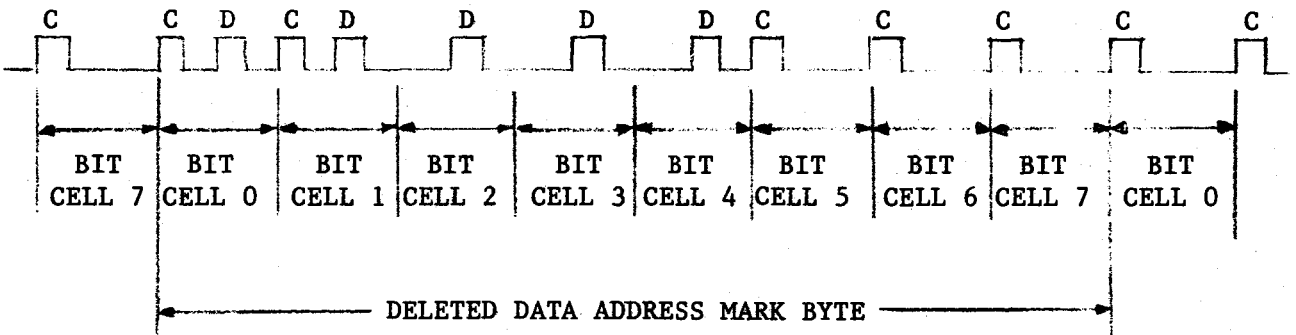 C C D C D D D D C C C C C
BIT BIT BIT BIT BIT BIT BIT BIT BIT BIT
CELL 7 CELL 0 CELL 1 CELL 2 CELL 3 CELL 4 CELL 5 CELL 6 CELL 7 CELL 0
DELETED DATA ADDRESS MARK BYTE